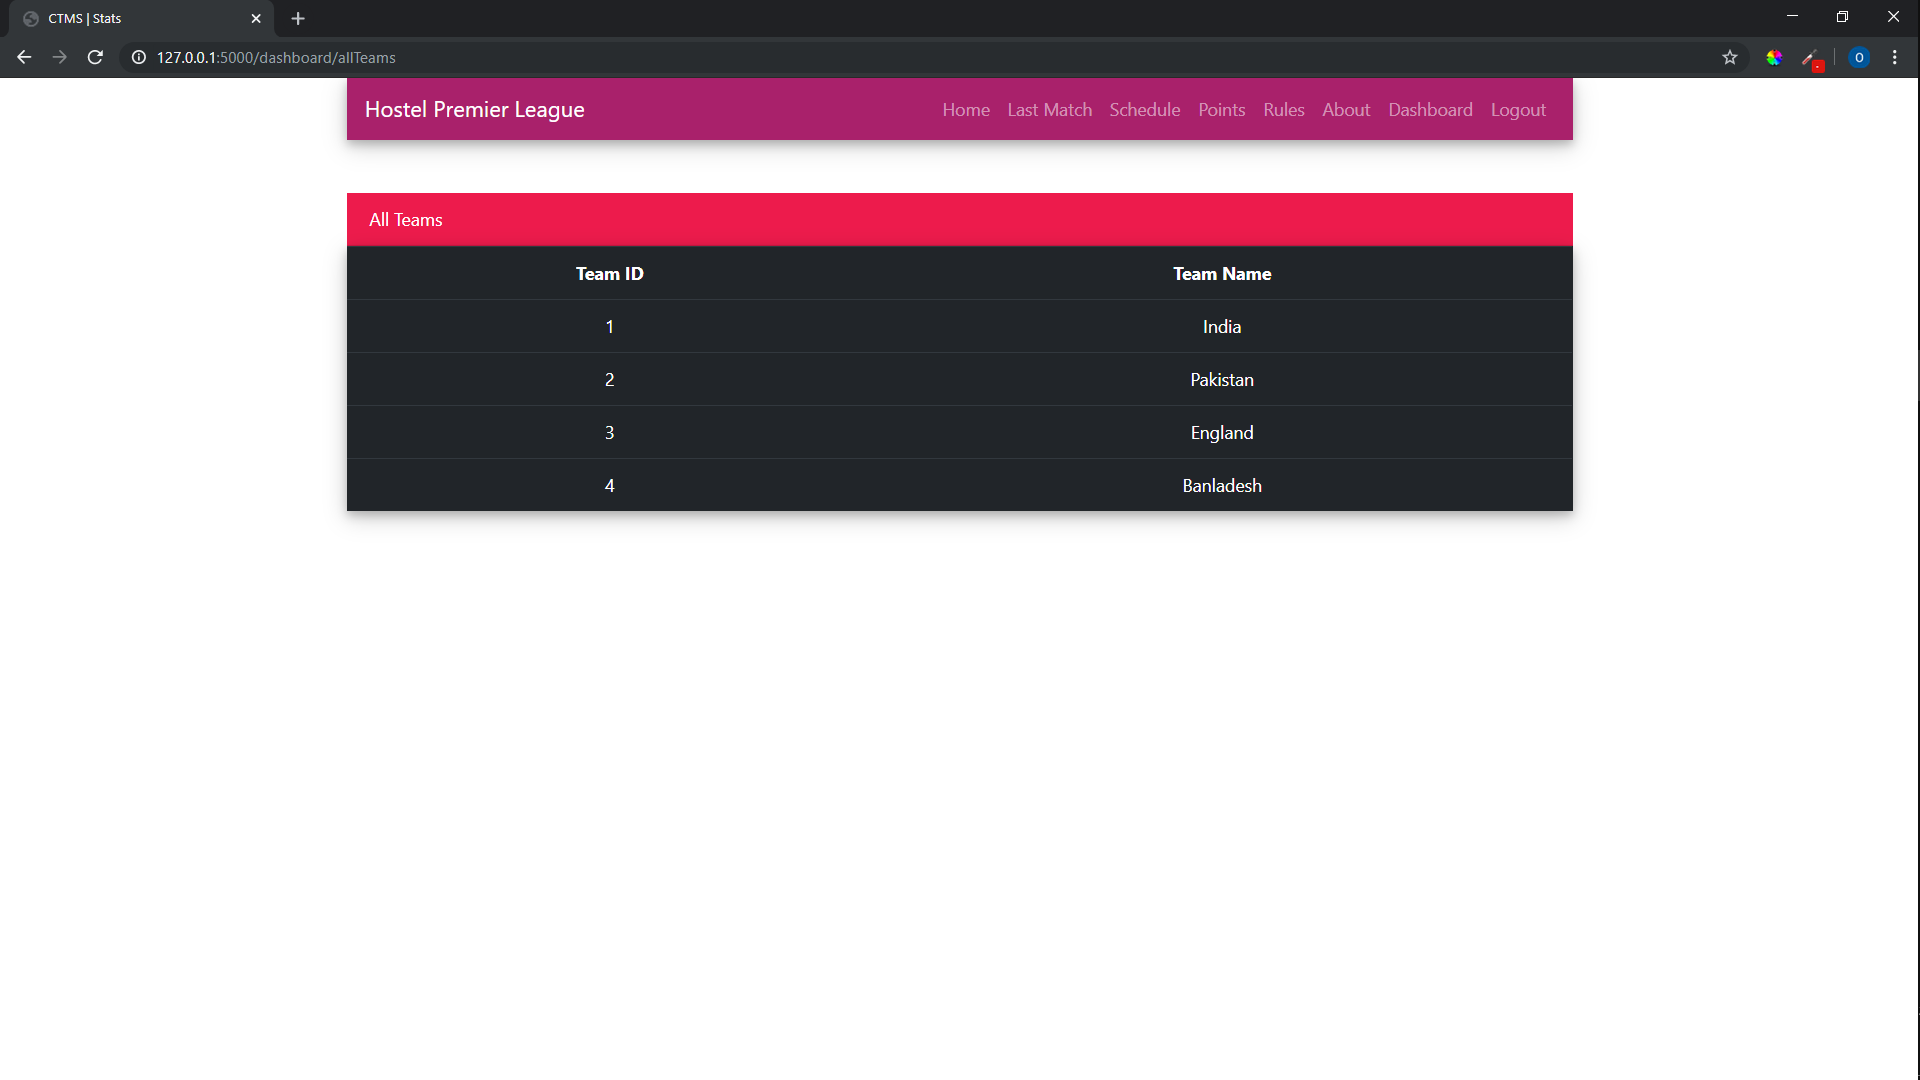 CTMS | Stats
127.0.0.1:5000/dashboard/allTeams
O
Hostel Premier League Home Last Match Schedule Points Rules About Dashboard Logout
All Teams
Team ID Team Name
1 India
2 Pakistan
3 England
4 Banladesh